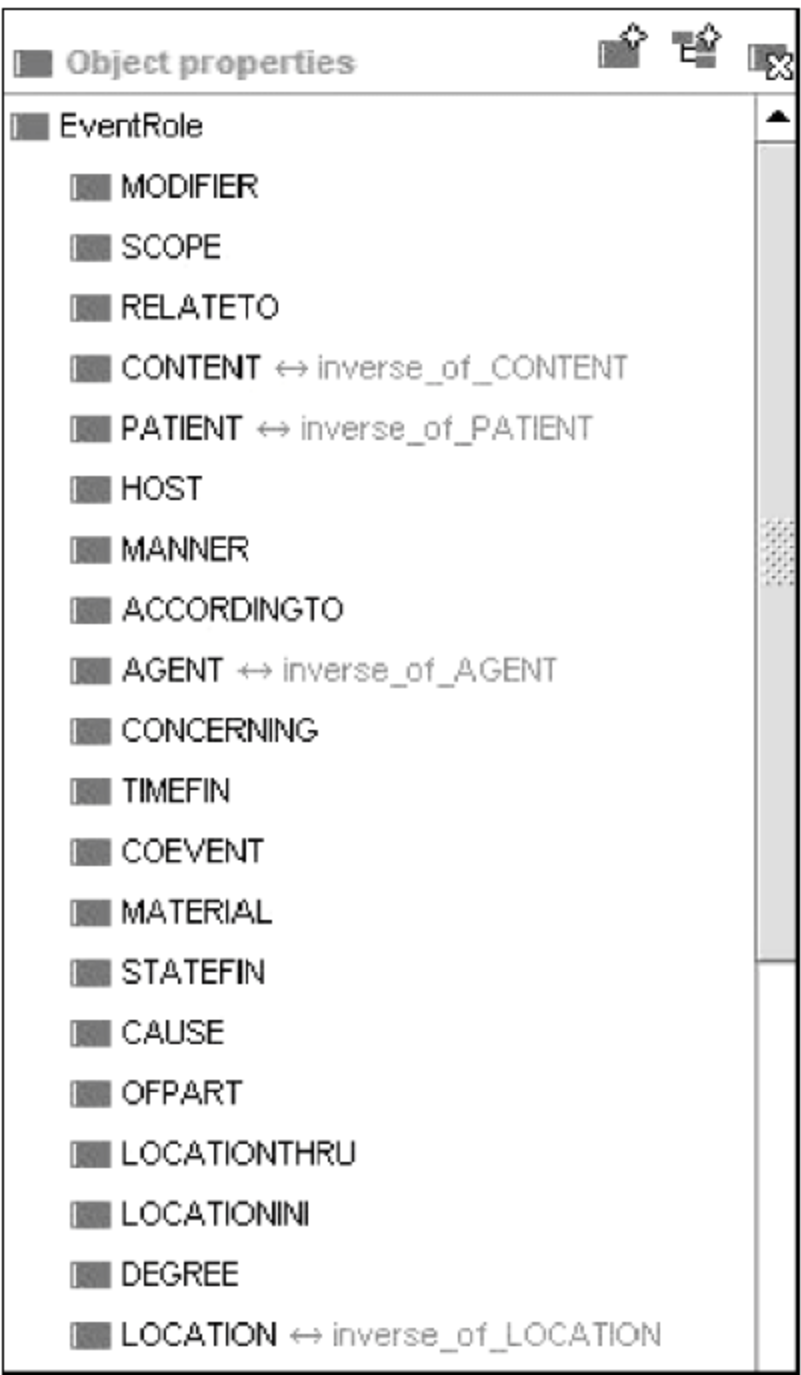 Object properties
EventRole
MODIFIER
SCOPE
RELATETO
CONTENT ↔ inverse_of_CONTENT
PATIENT ↔ inverse_of_PATIENT
HOST
MANNER
ACCORDINGTO
AGENT ↔ inverse_of_AGENT
CONCERNING
TIMEFIN
COEVENT
MATERIAL
STATEFIN
CAUSE
OFPART
LOCATIONTHRU
LOCATIONINI
DEGREE
LOCATION ↔ inverse_of_LOCATION